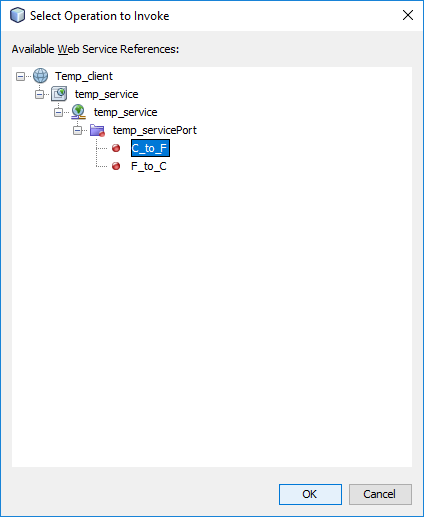 Select Operation to Invoke
Available Web Service References:
Temp_client
temp_service
temp_service
temp_servicePort
C_to_F
F_to_C
OK
Cancel